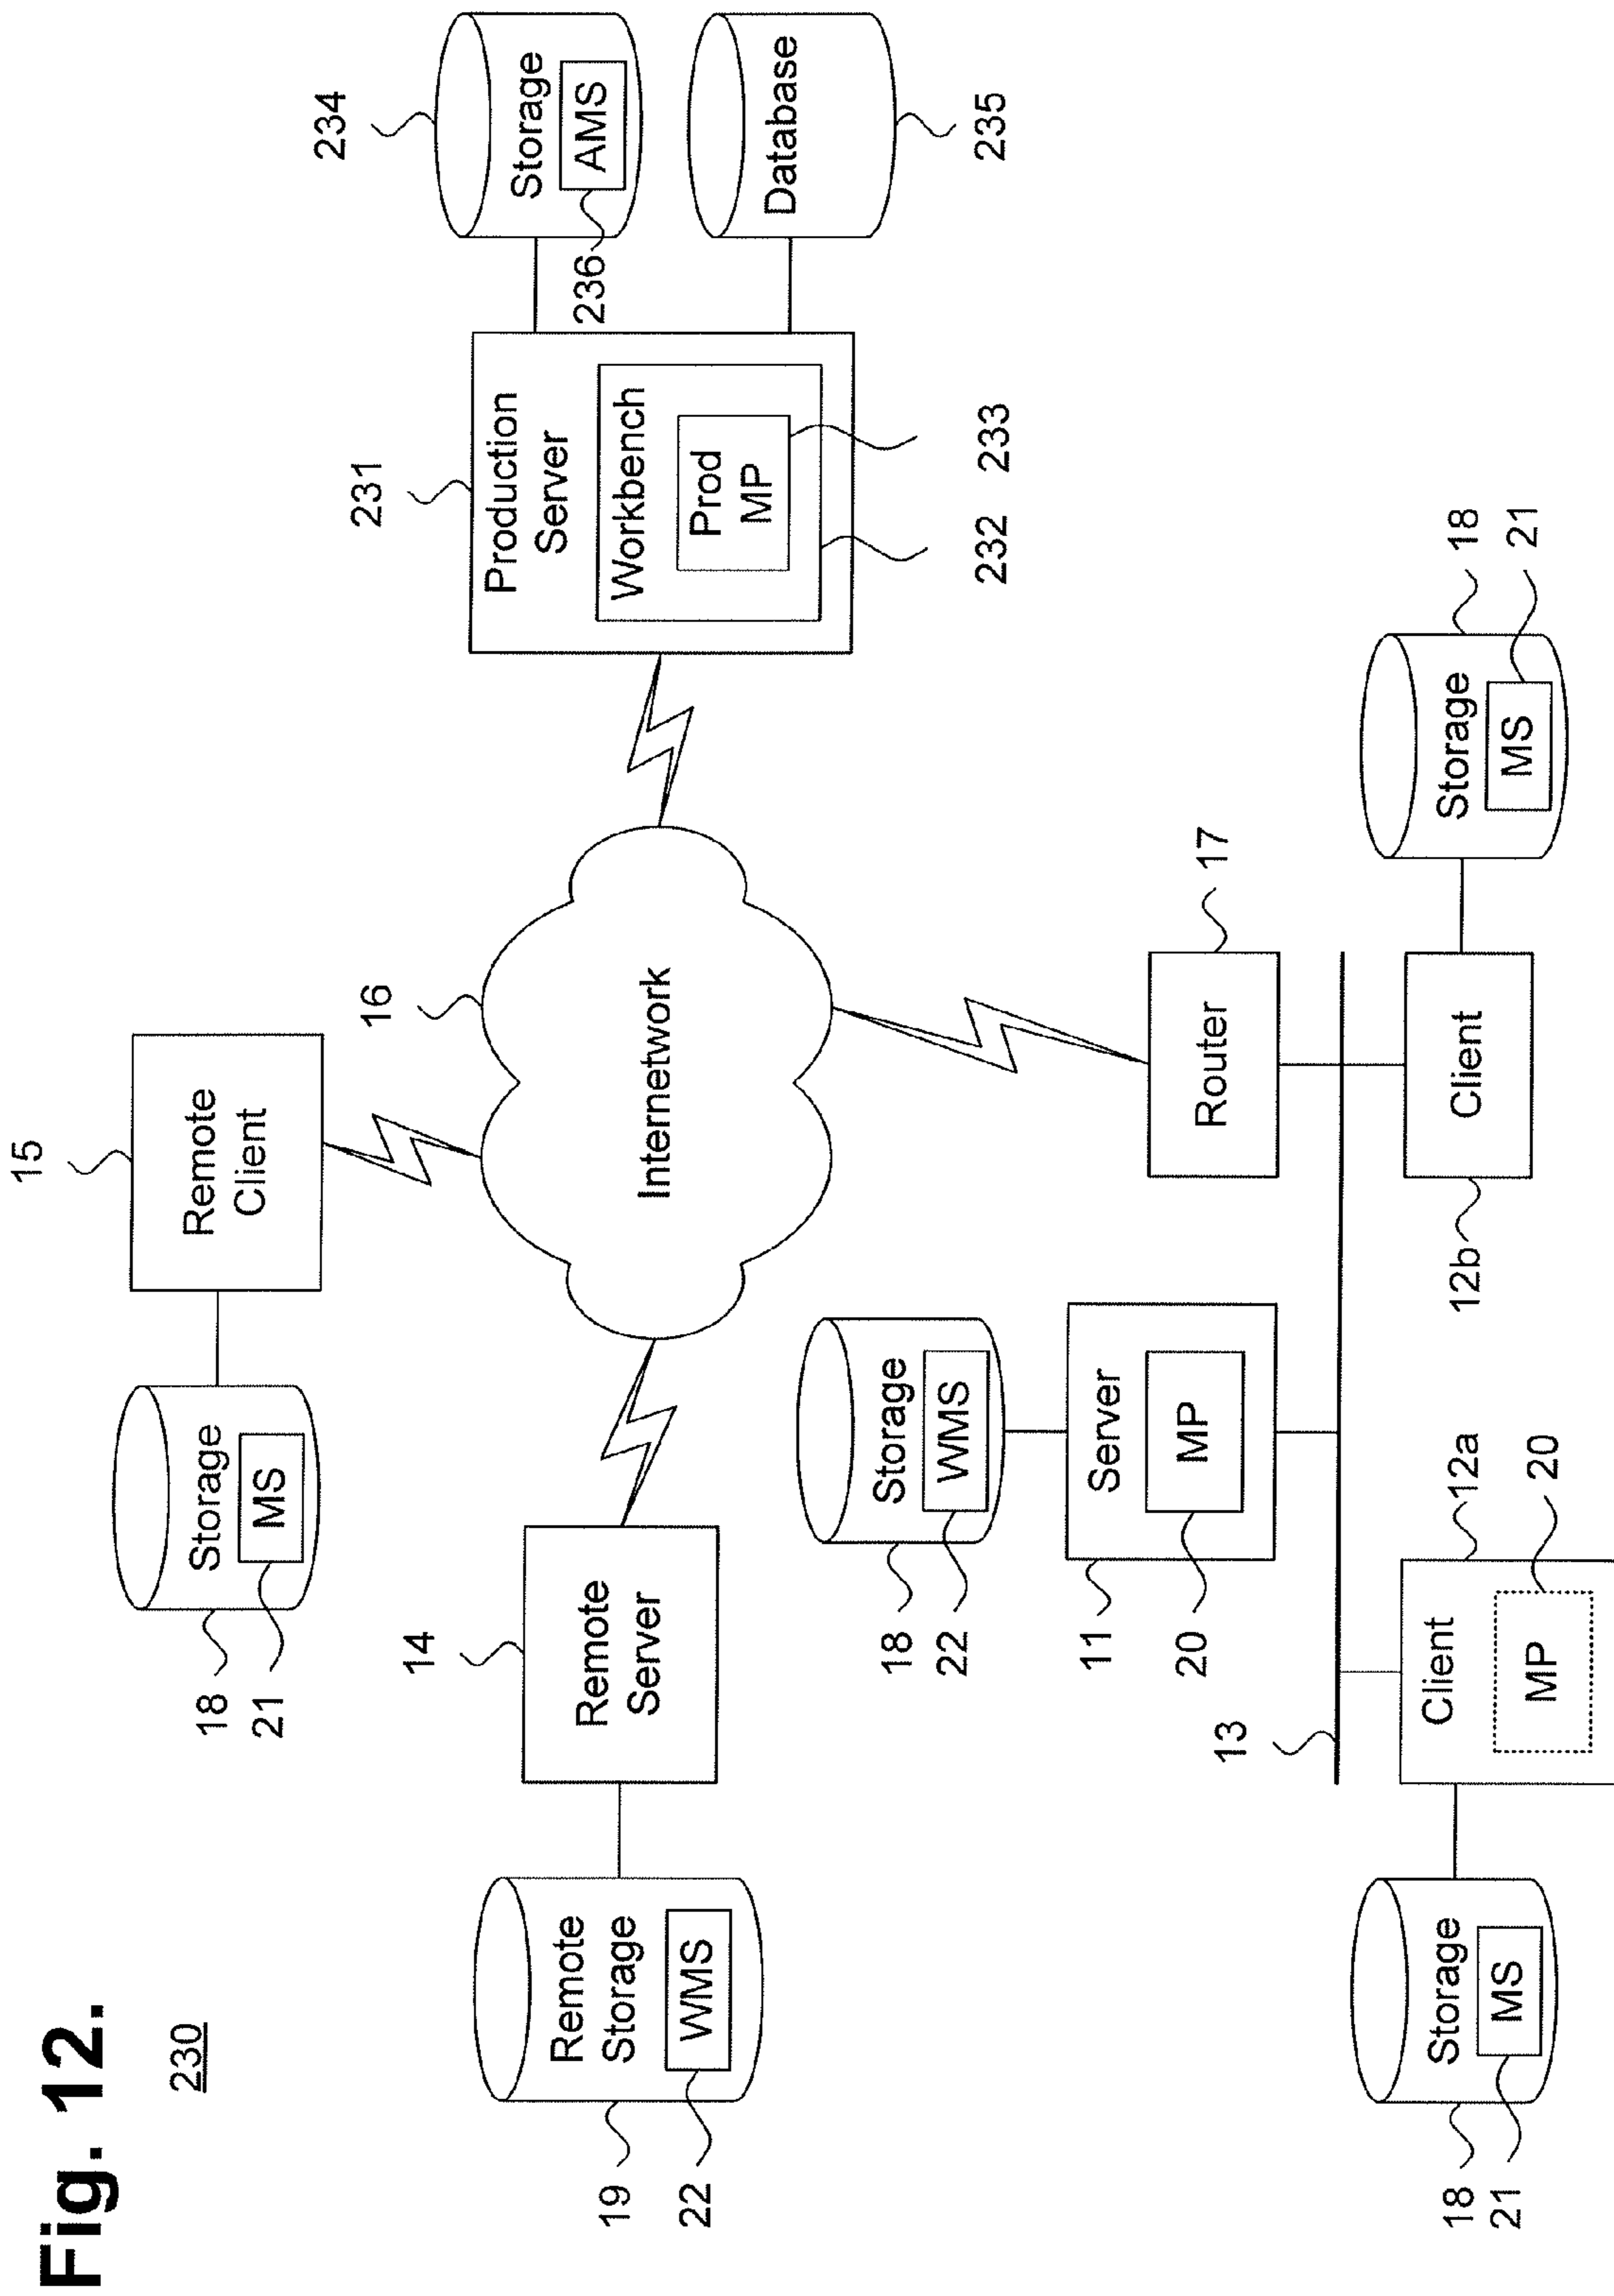 Fig. 12.
230
15
Remote
Client
Storage
MS
18
21
14
Remote
Server
Remote
Storage
WMS
19
22
16
Internetwork
231
Production
Server
Workbench
Prod
MP
233
232
234
Storage
AMS
236
Database
235
Router
17
Storage
WMS
18
22
Server
MP
11
20
13
Client
12b
Storage
MS
18
21
Client
MP
12a
20
Storage
MS
18
21